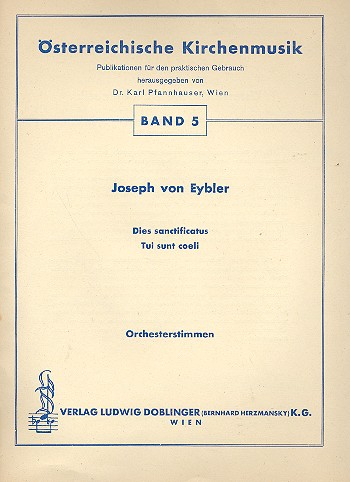 Österreichische Kirchenmusik
Publikationen für den praktischen Gebrauch
herausgegeben von
Dr. Karl Pfannhauser, Wien
BAND 5
Joseph von Eybler
Dies sanctificatus
Tui sunt coeli
Orchesterstimmen
VERLAG LUDWIG DOBLINGER (BERNHARD HERZMANSKY) K. G.
WIEN